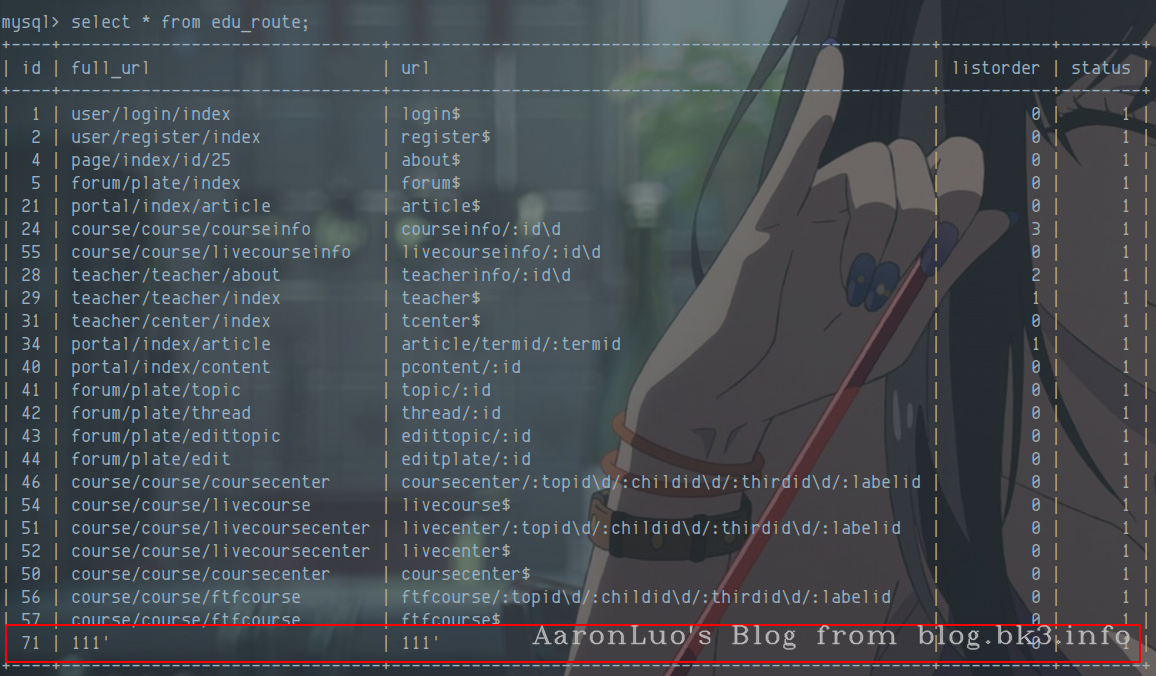 mysql> select * from edu_route;
+----+-------------------------------+------------------------------------------------------+-----------+--------+
| id | full_url | url | listorder | status |
+----+-------------------------------+------------------------------------------------------+-----------+--------+
| 1 | user/login/index | login$ | 0 | 1 |
| 2 | user/register/index | register$ | 0 | 1 |
| 4 | page/index/id/25 | about$ | 0 | 1 |
| 5 | forum/plate/index | forum$ | 0 | 1 |
| 21 | portal/index/article | article$ | 0 | 1 |
| 24 | course/course/courseinfo | courseinfo/:id\d | 3 | 1 |
| 55 | course/course/livecourseinfo | livecourseinfo/:id\d | 0 | 1 |
| 28 | teacher/teacher/about | teacherinfo/:id\d | 2 | 1 |
| 29 | teacher/teacher/index | teacher$ | 1 | 1 |
| 31 | teacher/center/index | tcenter$ | 0 | 1 |
| 34 | portal/index/article | article/termid/:termid | 1 | 1 |
| 40 | portal/index/content | pcontent/:id | 0 | 1 |
| 41 | forum/plate/topic | topic/:id | 0 | 1 |
| 42 | forum/plate/thread | thread/:id | 0 | 1 |
| 43 | forum/plate/edittopic | edittopic/:id | 0 | 1 |
| 44 | forum/plate/edit | editplate/:id | 0 | 1 |
| 46 | course/course/coursecenter | coursecenter/:topid\d/:childid\d/:thirdid\d/:labelid | 0 | 1 |
| 54 | course/course/livecourse | livecourse$ | 0 | 1 |
| 51 | course/course/livecoursecenter | livecenter/:topid\d/:childid\d/:thirdid\d/:labelid | 0 | 1 |
| 52 | course/course/livecoursecenter | livecenter$ | 0 | 1 |
| 50 | course/course/coursecenter | coursecenter$ | 0 | 1 |
| 56 | course/course/ftfcourse | ftfcourse/:topid\d/:childid\d/:thirdid\d/:labelid | 0 | 1 |
| 57 | course/course/ftfcourse | ftfcourse$ | 0 | 1 |
| 71 | 111' | 111' | 0 | 1 |
AaronLuo's Blog from blog.bk3.info
+----+-------------------------------+------------------------------------------------------+-----------+--------+